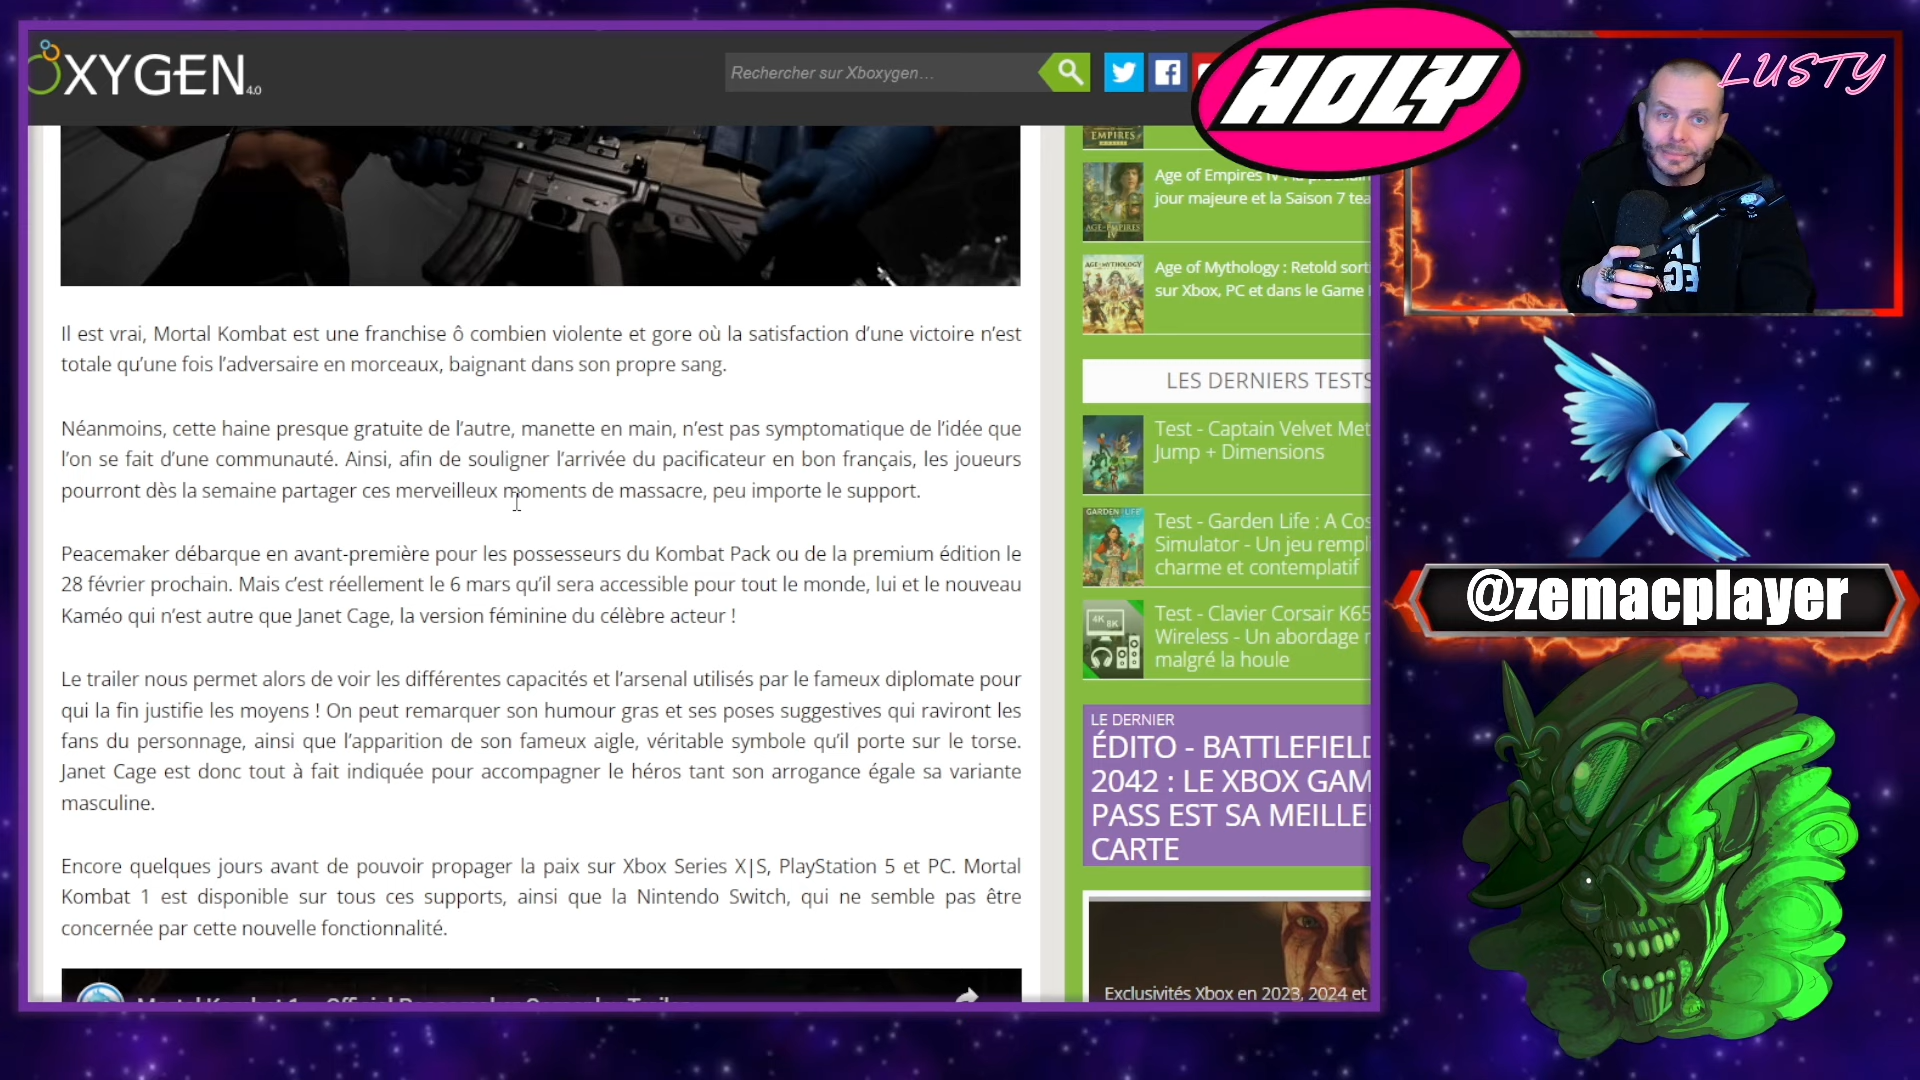 XYGEN 4.0
Rechercher sur Xboxygen…
HOLY
LUSTY
Il est vrai, Mortal Kombat est une franchise ô combien violente et gore où la satisfaction d’une victoire n’est
totale qu’une fois l’adversaire en morceaux, baignant dans son propre sang.
Néanmoins, cette haine presque gratuite de l’autre, manette en main, n’est pas symptomatique de l’idée que
l’on se fait d’une communauté. Ainsi, afin de souligner l’arrivée du pacificateur en bon français, les joueurs
pourront dès la semaine partager ces merveilleux moments de massacre, peu importe le support.
Peacemaker débarque en avant-première pour les possesseurs du Kombat Pack ou de la premium édition le
28 février prochain. Mais c’est réellement le 6 mars qu’il sera accessible pour tout le monde, lui et le nouveau
Kaméo qui n’est autre que Janet Cage, la version féminine du célèbre acteur !
Le trailer nous permet alors de voir les différentes capacités et l’arsenal utilisés par le fameux diplomate pour
qui la fin justifie les moyens ! On peut remarquer son humour gras et ses poses suggestives qui raviront les
fans du personnage, ainsi que l’apparition de son fameux aigle, véritable symbole qu’il porte sur le torse.
Janet Cage est donc tout à fait indiquée pour accompagner le héros tant son arrogance égale sa variante
masculine.
Encore quelques jours avant de pouvoir propager la paix sur Xbox Series X|S, PlayStation 5 et PC. Mortal
Kombat 1 est disponible sur tous ces supports, ainsi que la Nintendo Switch, qui ne semble pas être
concernée par cette nouvelle fonctionnalité.
EMPIRES
Age of Empires IV
jour majeure et la Saison 7
AGE OF EMPIRES
IV
AGE OF MYTHOLOGY
Age of Mythology : Retold
sur Xbox, PC et dans le Game
LES DERNIERS TESTS
Test - Captain Velvet
Jump + Dimensions
GARDEN LIFE
Test - Garden Life : A
Simulator - Un jeu
charme et contemplatif
4K 8K
Test - Clavier Corsair
Wireless - Un abordage
malgré la houle
LE DERNIER
ÉDITO - BATTLEFIELD
2042 : LE XBOX
PASS EST SA
CARTE
Exclusivités Xbox en 2023, 2024 et
@zemacplayer